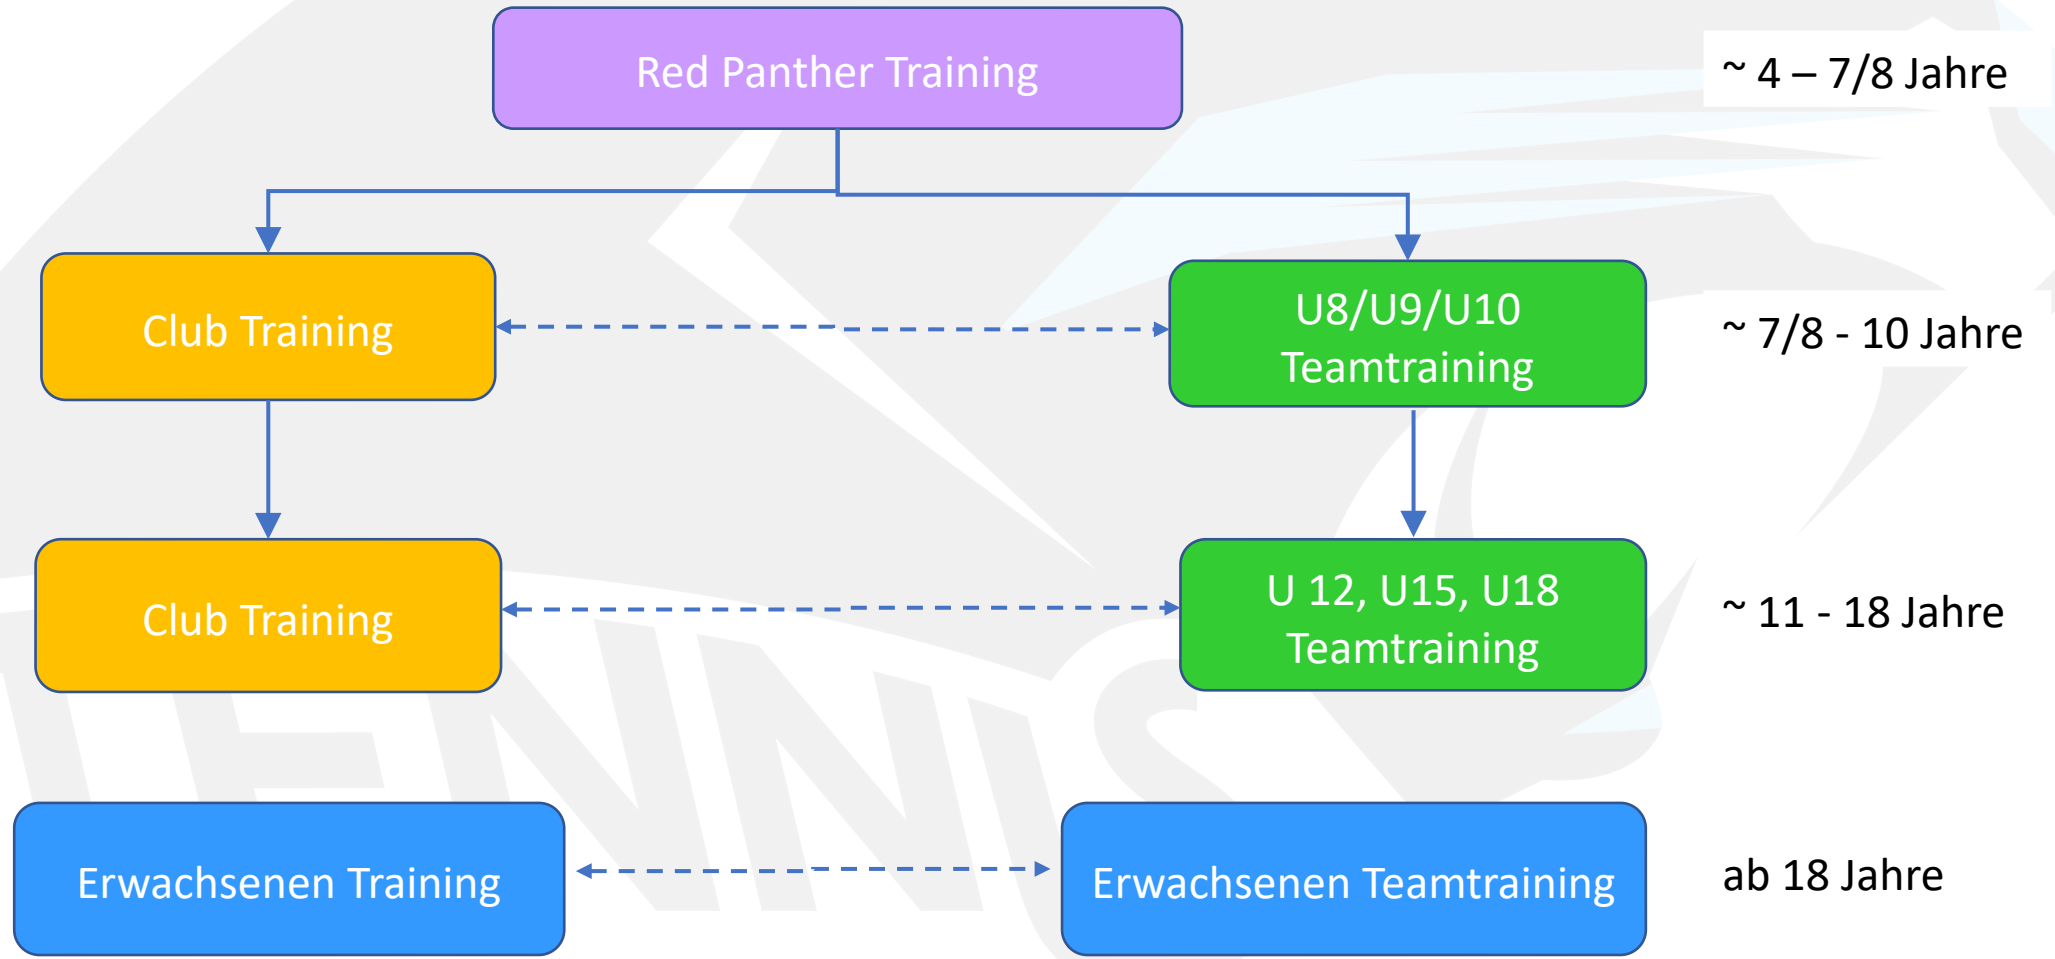 Red Panther Training
~ 4 – 7/8 Jahre
Club Training
U8/U9/U10
Teamtraining
~ 7/8 - 10 Jahre
Club Training
U 12, U15, U18
Teamtraining
~ 11 - 18 Jahre
Erwachsenen Training
Erwachsenen Teamtraining
ab 18 Jahre
TENNiS